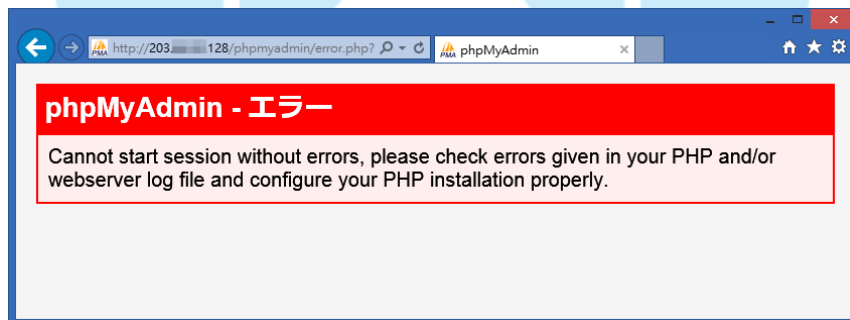 http://203. 128/phpmyadmin/error.php?
PMA phpMyAdmin
phpMyAdmin - エラー
Cannot start session without errors, please check errors given in your PHP and/or
webserver log file and configure your PHP installation properly.